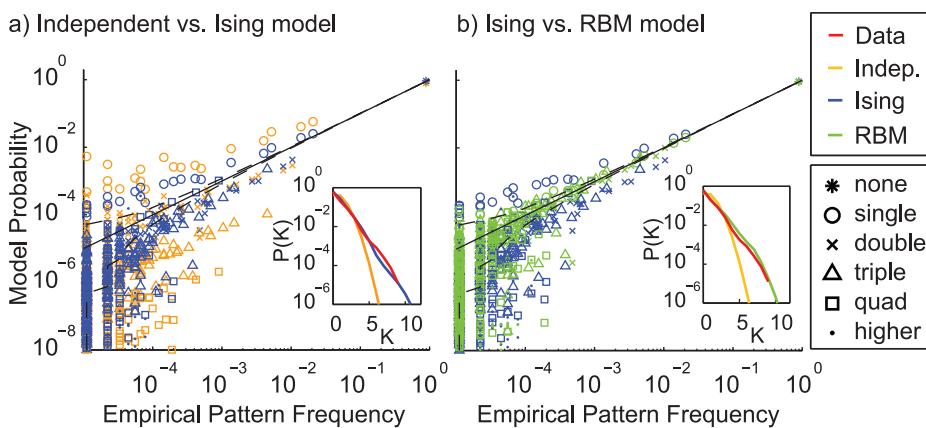 a) Independent vs. Ising model
b) Ising vs. RBM model
Model Probability
10^0
10^-2
10^-4
10^-6
10^-8
10^-4
10^-3
10^-2
10^-1
10^0
Empirical Pattern Frequency
P(K)
10^0
10^-2
10^-4
10^-6
0
5
10
K
10^-4
10^-3
10^-2
10^-1
10^0
Empirical Pattern Frequency
P(K)
10^0
10^-2
10^-4
10^-6
0
5
10
K
Data
Indep.
Ising
RBM
none
single
double
triple
quad
higher